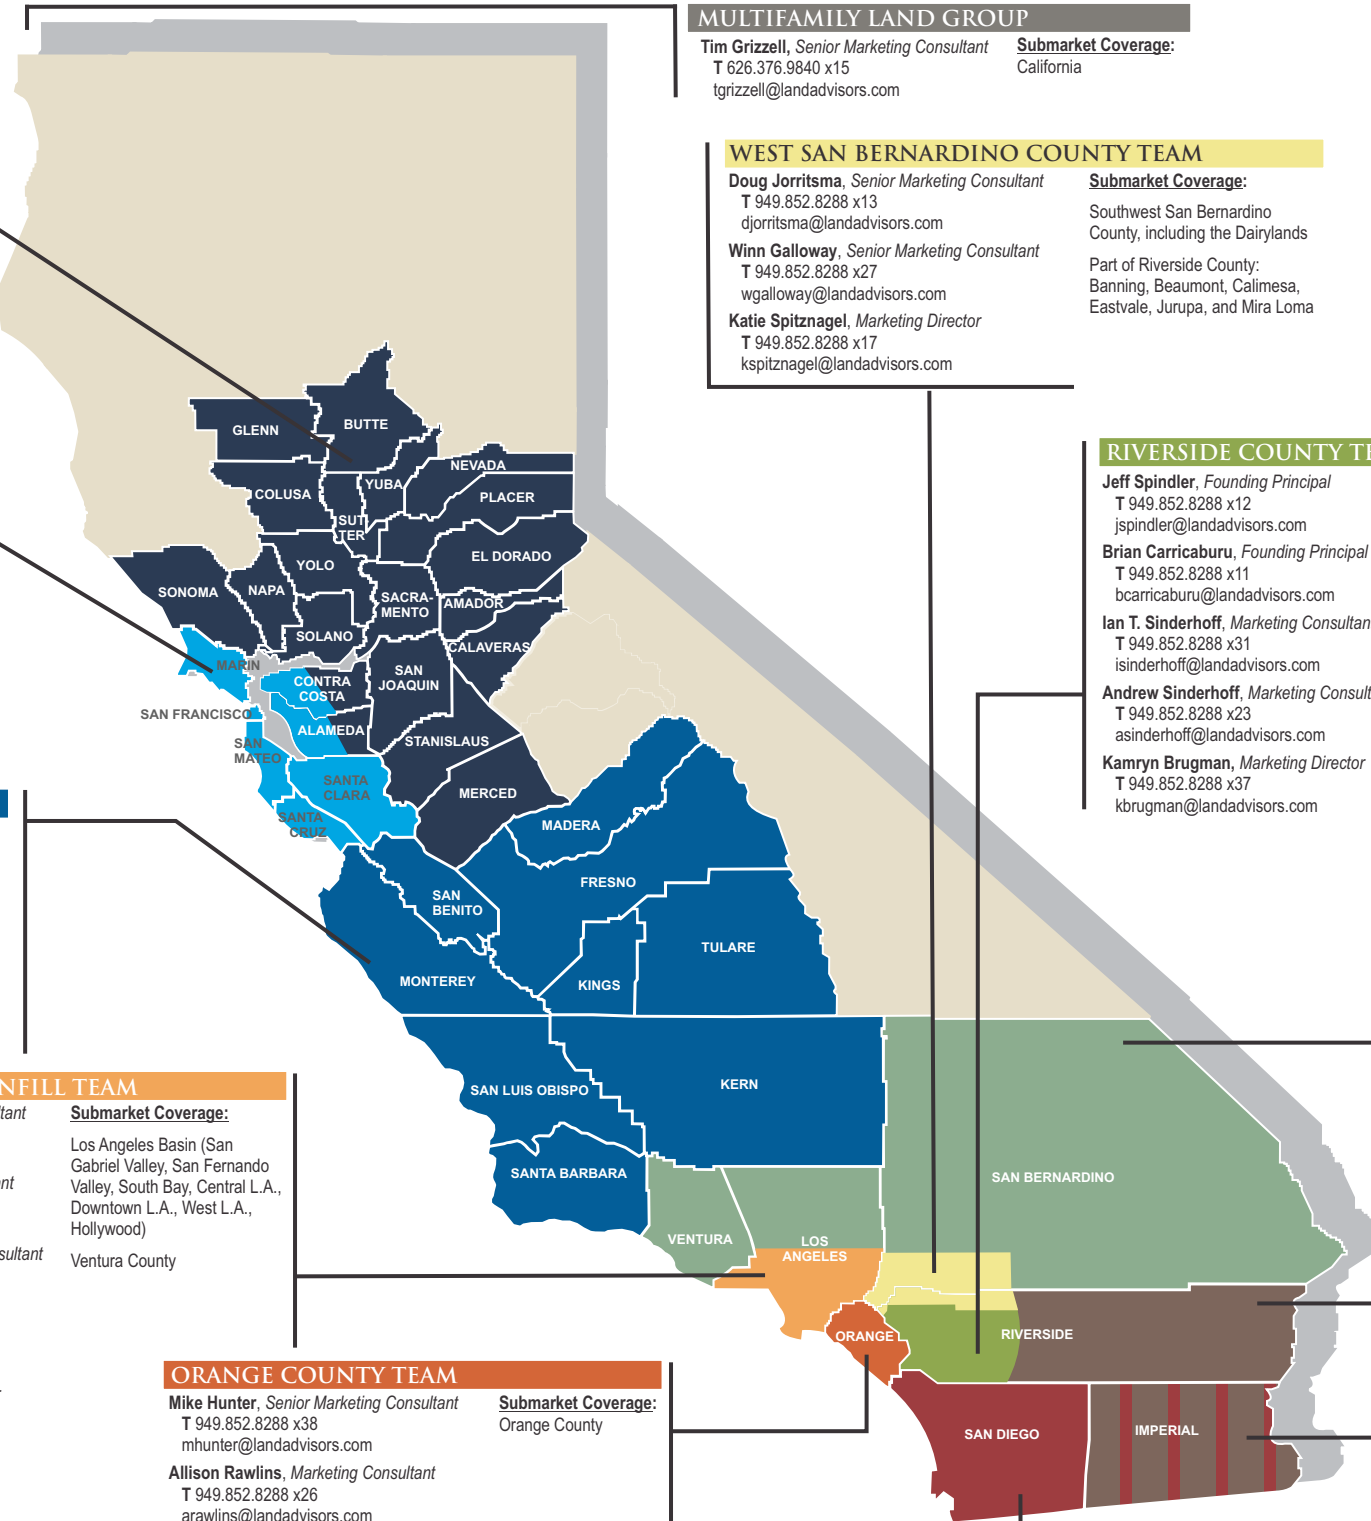 MULTIFAMILY LAND GROUP
Tim Grizzell, Senior Marketing Consultant
T 626.376.9840 x15
tgrizzell@landadvisors.com
Submarket Coverage:
California
WEST SAN BERNARDINO COUNTY TEAM
Doug Jorritsma, Senior Marketing Consultant
T 949.852.8288 x13
djorritsma@landadvisors.com
Winn Galloway, Senior Marketing Consultant
T 949.852.8288 x27
wgalloway@landadvisors.com
Katie Spitznagel, Marketing Director
T 949.852.8288 x17
kspitznagel@landadvisors.com
Submarket Coverage:
Southwest San Bernardino
County, including the Dairylands
Part of Riverside County:
Banning, Beaumont, Calimesa,
Eastvale, Jurupa, and Mira Loma
RIVERSIDE COUNTY TE
Jeff Spindler, Founding Principal
T 949.852.8288 x12
jspindler@landadvisors.com
Brian Carricaburu, Founding Principal
T 949.852.8288 x11
bcarricaburu@landadvisors.com
Ian T. Sinderhoff, Marketing Consultan
T 949.852.8288 x31
isinderhoff@landadvisors.com
Andrew Sinderhoff, Marketing Consult
T 949.852.8288 x23
asinderhoff@landadvisors.com
Kamryn Brugman, Marketing Director
T 949.852.8288 x37
kbrugman@landadvisors.com
GLENN
BUTTE
COLUSA
YUBA
NEVADA
PLACER
SUT
TER
EL DORADO
YOLO
SONOMA
NAPA
SACRA-
MENTO
AMADOR
SOLANO
CALAVERAS
MARIN
CONTRA
COSTA
SAN
JOAQUIN
SAN FRANCISCO
ALAMEDA
STANISLAUS
SAN
MATEO
SANTA
CLARA
MERCED
SANTA
CRUZ
MADERA
FRESNO
SAN
BENITO
TULARE
MONTEREY
KINGS
SAN LUIS OBISPO
KERN
SANTA BARBARA
SAN BERNARDINO
VENTURA
LOS
ANGELES
ORANGE
RIVERSIDE
SAN DIEGO
IMPERIAL
NFILL TEAM
tant
nt
sultant
Submarket Coverage:
Los Angeles Basin (San
Gabriel Valley, San Fernando
Valley, South Bay, Central L.A.,
Downtown L.A., West L.A.,
Hollywood)
Ventura County
ORANGE COUNTY TEAM
Mike Hunter, Senior Marketing Consultant
T 949.852.8288 x38
mhunter@landadvisors.com
Allison Rawlins, Marketing Consultant
T 949.852.8288 x26
arawlins@landadvisors.com
Submarket Coverage:
Orange County